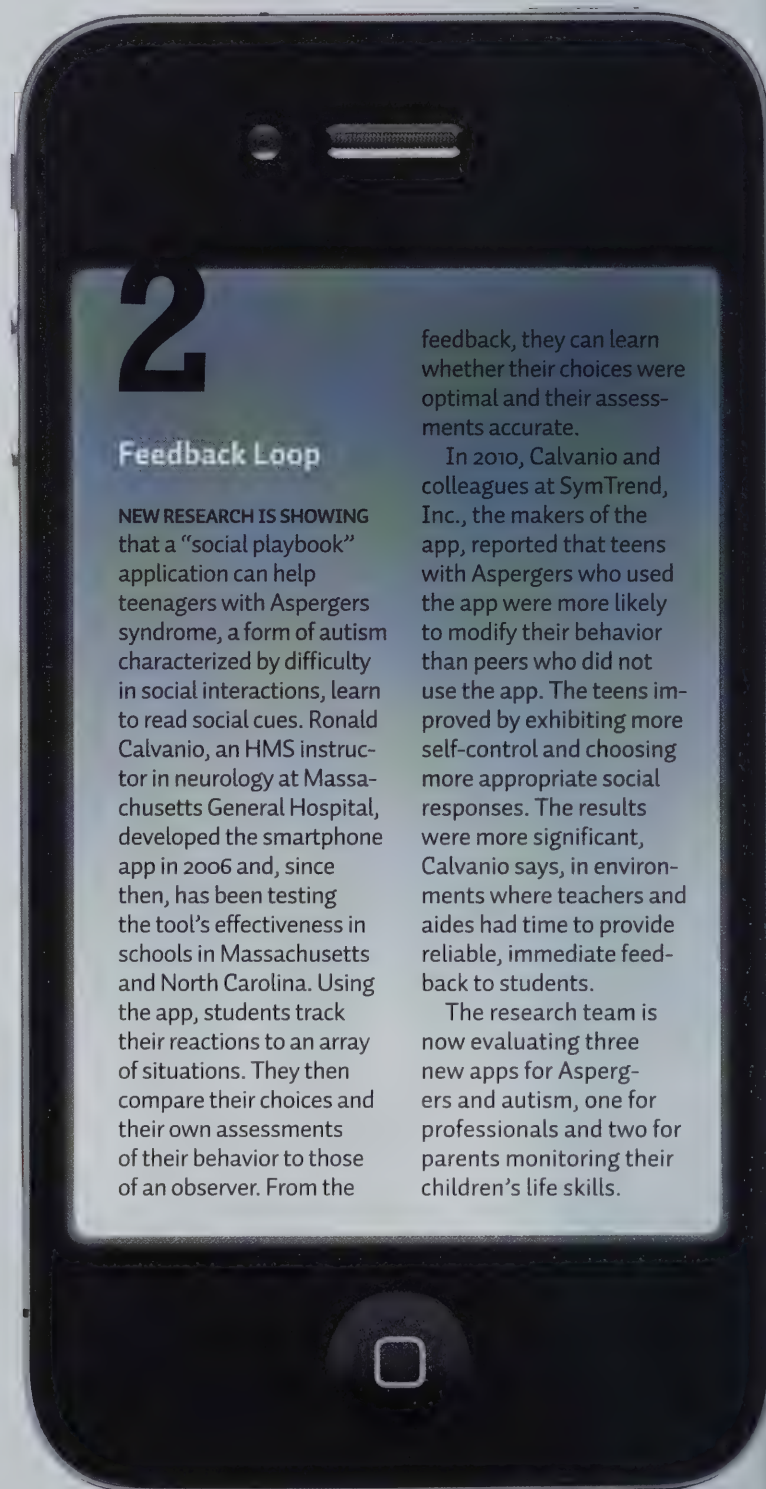 2
Feedback Loop
NEW RESEARCH IS SHOWING
that a “social playbook”
application can help
teenagers with Aspergers
syndrome, a form of autism
characterized by difficulty
in social interactions, learn
to read social cues. Ronald
Calvanio, an HMS instruc-
tor in neurology at Massa-
chusetts General Hospital,
developed the smartphone
app in 2006 and, since
then, has been testing
the tool’s effectiveness in
schools in Massachusetts
and North Carolina. Using
the app, students track
their reactions to an array
of situations. They then
compare their choices and
their own assessments
of their behavior to those
of an observer. From the
feedback, they can learn
whether their choices were
optimal and their assess-
ments accurate.
In 2010, Calvanio and
colleagues at SymTrend,
Inc., the makers of the
app, reported that teens
with Aspergers who used
the app were more likely
to modify their behavior
than peers who did not
use the app. The teens im-
proved by exhibiting more
self-control and choosing
more appropriate social
responses. The results
were more significant,
Calvanio says, in environ-
ments where teachers and
aides had time to provide
reliable, immediate feed-
back to students.
The research team is
now evaluating three
new apps for Asperg-
ers and autism, one for
professionals and two for
parents monitoring their
children’s life skills.